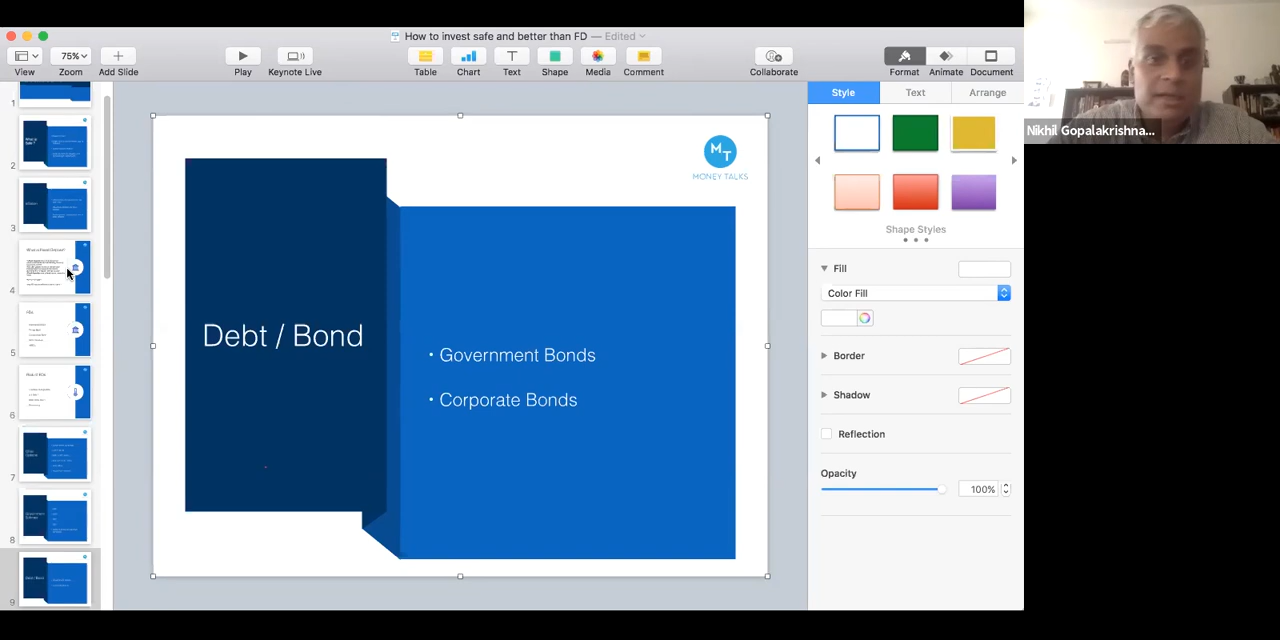 How to invest safe and better than FD — Edited
75%
View
Zoom
Add Slide
Play
Keynote Live
Table
Chart
Text
Shape
Media
Comment
Collaborate
Format
Animate
Document
Nikhil Gopalakrishna...
Style
Text
Arrange
Shape Styles
Fill
Color Fill
Border
Shadow
Reflection
Opacity
100%
MT
MONEY TALKS
Debt / Bond
• Government Bonds
• Corporate Bonds
1
2
3
4
5
6
7
8
9